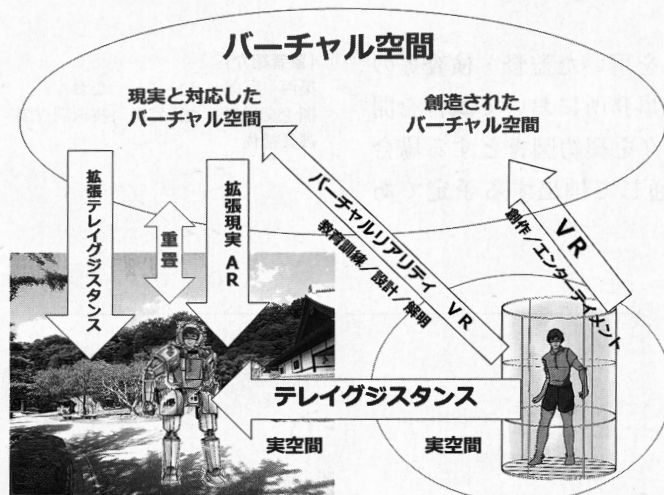 バーチャル空間
現実と対応した
バーチャル空間
創造された
バーチャル空間
拡張テレイグジスタンス
重畳
拡張現実 AR
バーチャルリアリティ VR
教育訓練/設計/解明
VR
創作/エンターテイメント
テレイグジスタンス
実空間
実空間